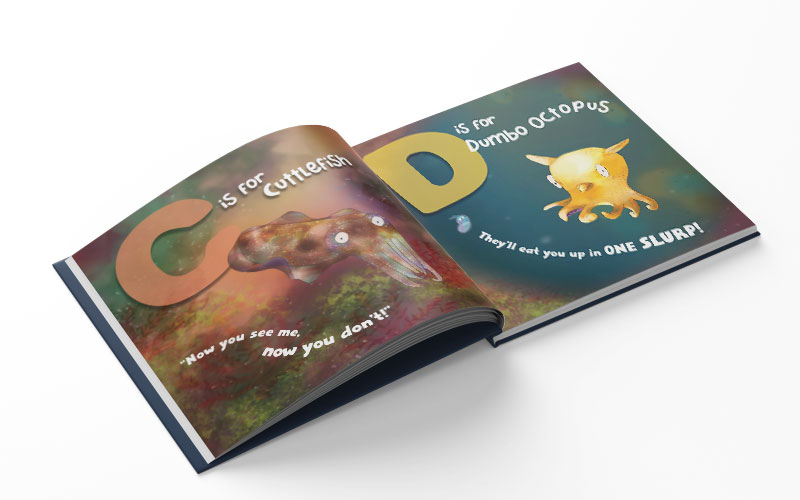 C
is for
Cuttlefish
"Now you see me,
now you don't!"
D
is for
Dumbo Octopus
They'll eat you up in ONE SLURP!